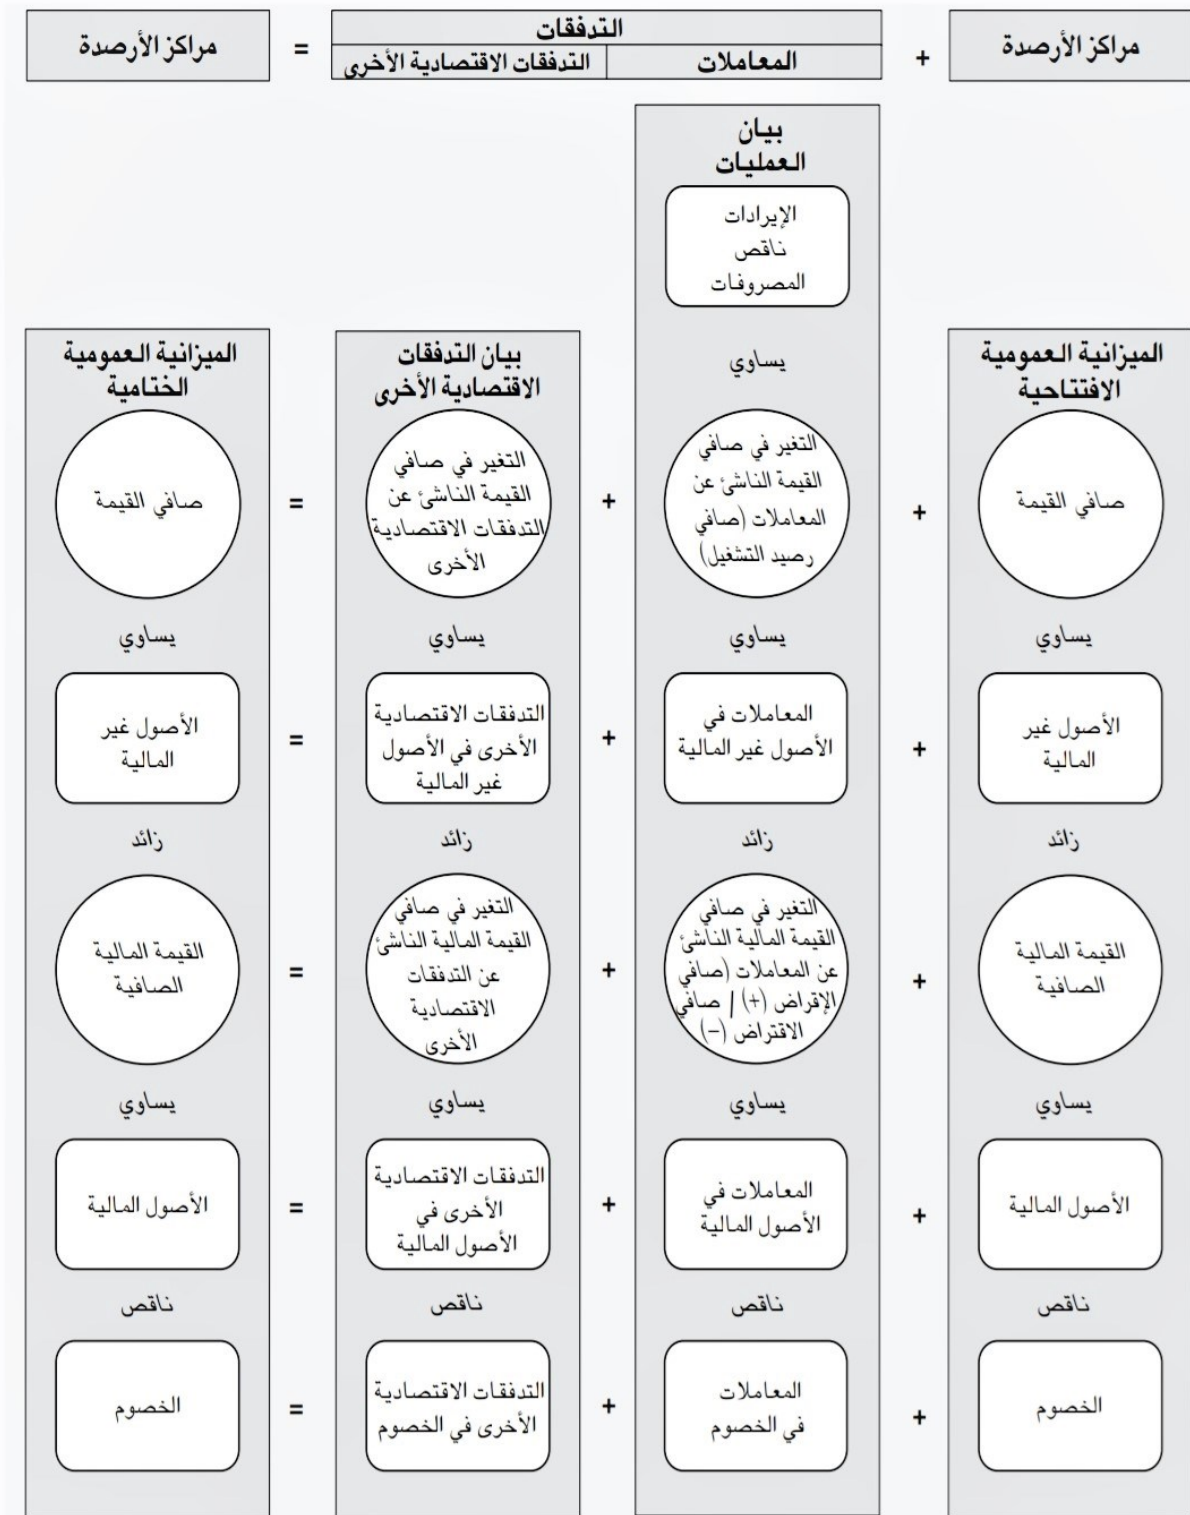 مراكز الأرصدة
+
التدفقات
المعاملات
التدفقات الاقتصادية الأخرى
=
مراكز الأرصدة
بيان
العمليات
الإيرادات
ناقص
المصروفات
يساوي
الميزانية العمومية
الافتتاحية
بيان التدفقات
الاقتصادية الأخرى
الميزانية العمومية
الختامية
صافي القيمة
+
التغير في صافي
القيمة الناشئ عن
المعاملات (صافي
رصيد التشغيل)
+
التغير في صافي
القيمة الناشئ عن
التدفقات الاقتصادية
الأخرى
=
صافي القيمة
يساوي
يساوي
يساوي
يساوي
الأصول غير
المالية
+
المعاملات في
الأصول غير المالية
+
التدفقات الاقتصادية
الأخرى في الأصول
غير المالية
=
الأصول غير
المالية
زائد
زائد
زائد
زائد
القيمة المالية
الصافية
+
التغير في صافي
القيمة المالية الناشئ
عن المعاملات (صافي
الإقراض (+) / صافي
الاقتراض (–)
+
التغير في صافي
القيمة المالية الناشئ
عن التدفقات
الاقتصادية
الأخرى
=
القيمة المالية
الصافية
يساوي
يساوي
يساوي
يساوي
الأصول المالية
+
المعاملات في
الأصول المالية
+
التدفقات الاقتصادية
الأخرى في
الأصول المالية
=
الأصول المالية
ناقص
ناقص
ناقص
ناقص
الخصوم
+
المعاملات
في الخصوم
+
التدفقات الاقتصادية
الأخرى في الخصوم
=
الخصوم